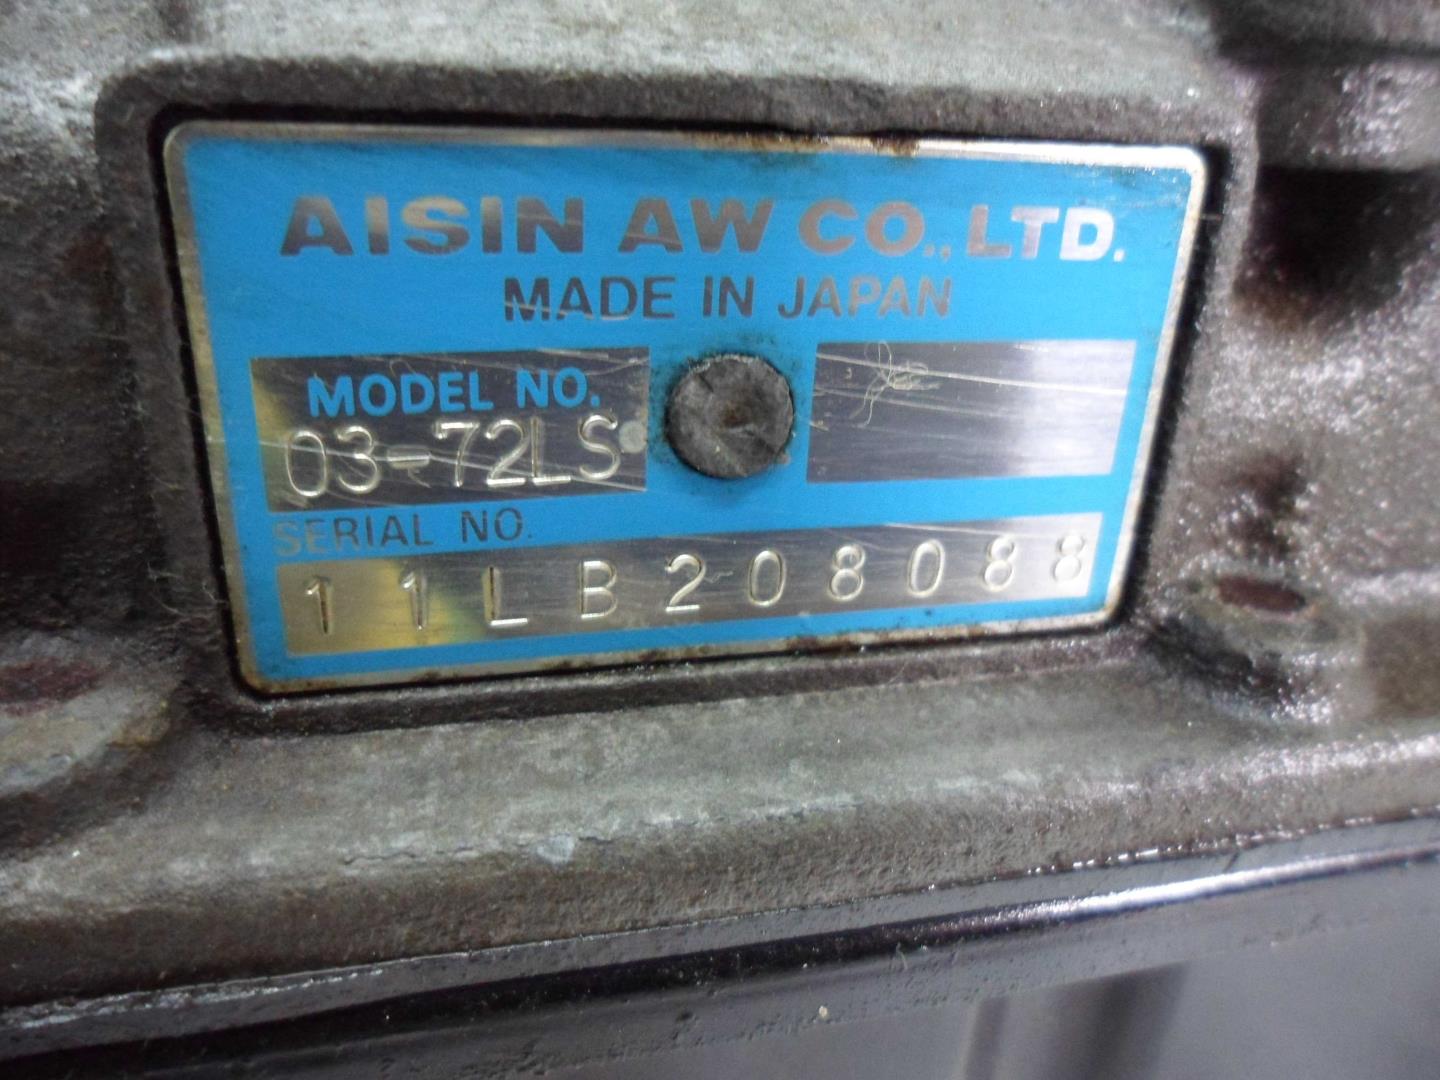 AISIN AW CO., LTD.
MADE IN JAPAN
MODEL NO.
03-72LS
SERIAL NO.
11LB208088